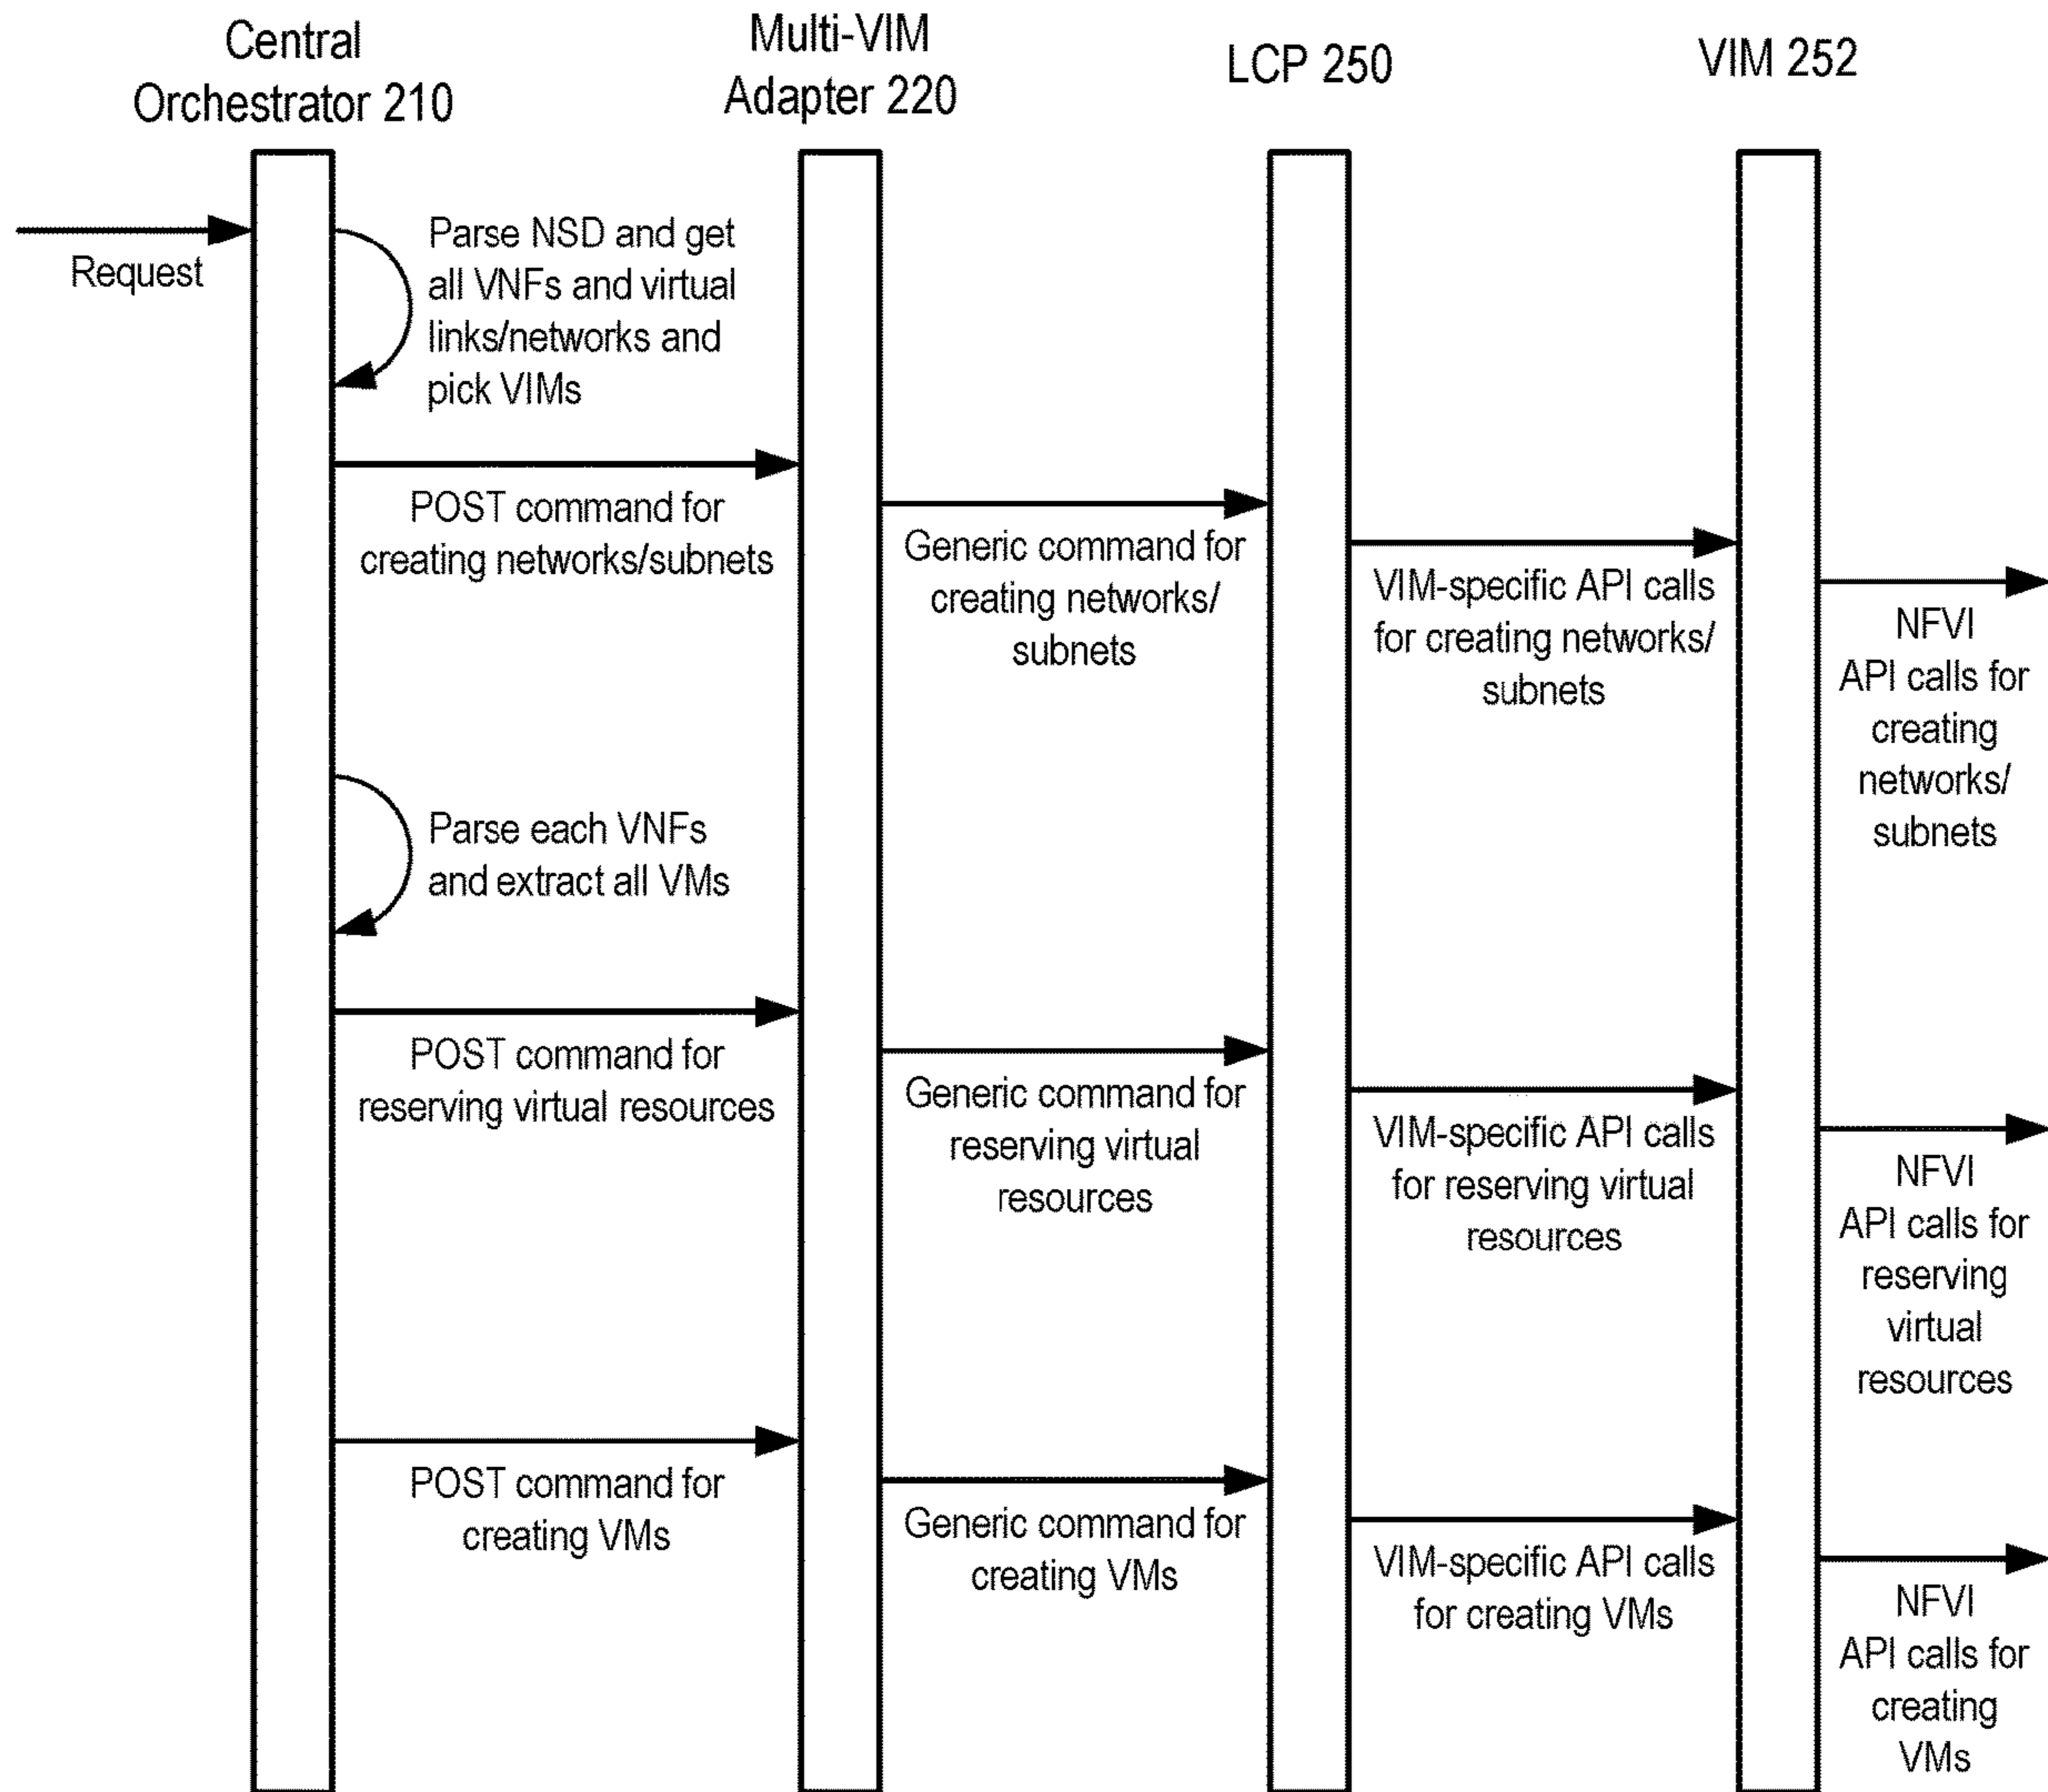 Central
Orchestrator 210
Multi-VIM
Adapter 220
LCP 250
VIM 252
Request
Parse NSD and get
all VNFs and virtual
links/networks and
pick VIMs
POST command for
creating networks/subnets
Generic command for
creating networks/
subnets
VIM-specific API calls
for creating networks/
subnets
NFVI
API calls for
creating
networks/
subnets
Parse each VNFs
and extract all VMs
POST command for
reserving virtual resources
Generic command for
reserving virtual
resources
VIM-specific API calls
for reserving virtual
resources
NFVI
API calls for
reserving
virtual
resources
POST command for
creating VMs
Generic command for
creating VMs
VIM-specific API calls
for creating VMs
NFVI
API calls for
creating
VMs